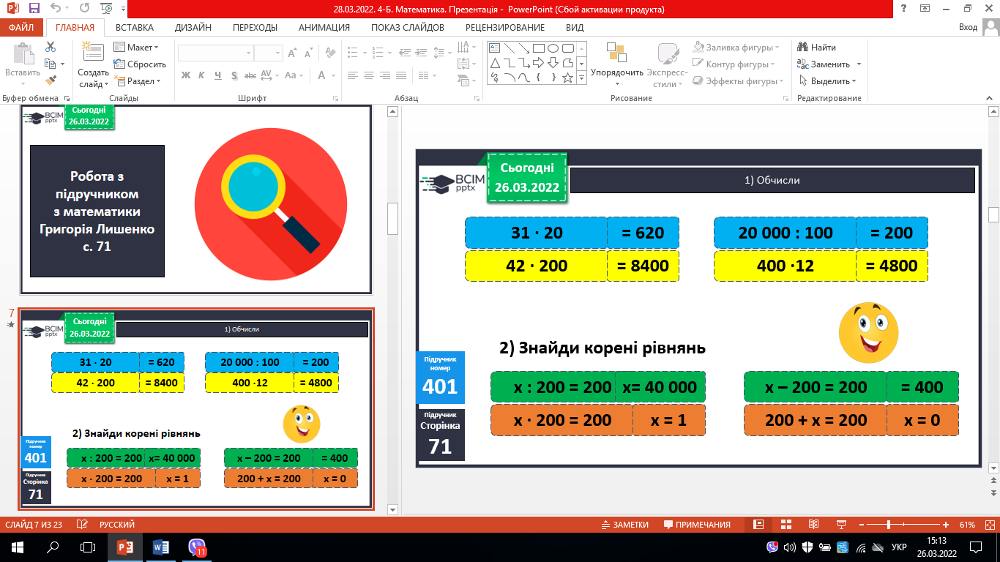 28.03.2022. 4-Б. Математика. Презентація - PowerPoint (Сбой активации продукта)
ФАЙЛ ГЛАВНАЯ ВСТАВКА ДИЗАЙН ПЕРЕХОДЫ АНИМАЦИЯ ПОКАЗ СЛАЙДОВ РЕЦЕНЗИРОВАНИЕ ВИД Вход
Вставить
Создать
слайд
Макет
Сбросить
Раздел
Ж К Ч S abc AV Aa A
Упорядочить
Экспресс-
стили
Заливка фигуры
Контур фигуры
Эффекты фигуры
Найти
Заменить
Выделить
Буфер обмена Слайды Шрифт Абзац Рисование Редактирование
ВСІМ
pptx
Сьогодні
26.03.2022
Робота з
підручником
з математики
Григорія Лишенко
с. 71
7
ВСІМ
pptx
Сьогодні
26.03.2022
1) Обчисли
31 · 20 = 620 20 000 : 100 = 200
42 · 200 = 8400 400 ·12 = 4800
2) Знайди корені рівнянь
Підручник
номер
401
Підручник
Сторінка
71
х : 200 = 200 х= 40 000 х – 200 = 200 = 400
х · 200 = 200 х = 1 200 + х = 200 х = 0
ВСІМ
pptx
Сьогодні
26.03.2022
1) Обчисли
31 · 20 = 620 20 000 : 100 = 200
42 · 200 = 8400 400 ·12 = 4800
2) Знайди корені рівнянь
Підручник
номер
401
Підручник
Сторінка
71
х : 200 = 200 х= 40 000 х – 200 = 200 = 400
х · 200 = 200 х = 1 200 + х = 200 х = 0
СЛАЙД 7 ИЗ 23 РУССКИЙ ЗАМЕТКИ ПРИМЕЧАНИЯ 61%
11
УКР
15:13
26.03.2022